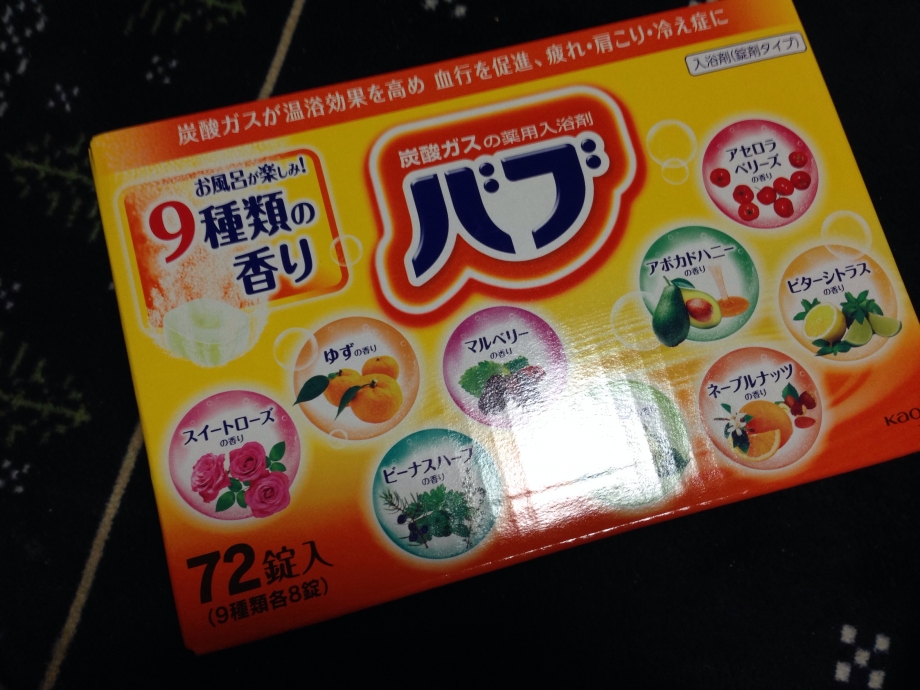 炭酸ガスが温浴効果を高め 血行を促進、疲れ・肩こり・冷え症に
入浴剤(錠剤タイプ)
炭酸ガスの薬用入浴剤
バブ
お風呂が楽しみ!
9種類の
香り
アセロラ
ベリーズ
の香り
アボカドハニー
の香り
ビターシトラス
の香り
ゆずの香り
マルベリー
の香り
ネーブルナッツ
の香り
スイートローズ
の香り
ビーナスハーブ
の香り
72錠入
(9種類各8錠)